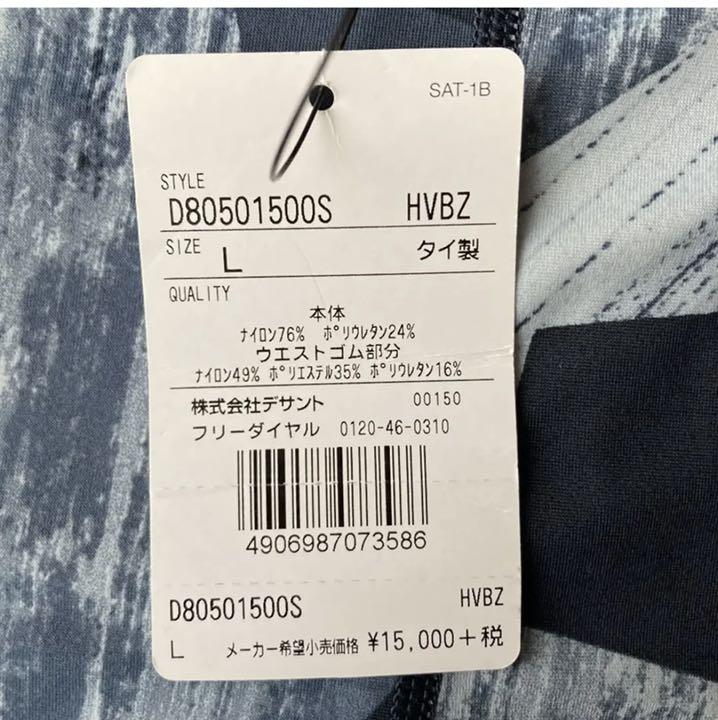 SAT-1B
STYLE
D80501500S HVBZ
SIZE L タイ製
QUALITY
本体
ナイロン76% ポリウレタン24%
ウエストゴム部分
ナイロン49% ポリエステル35% ポリウレタン16%
株式会社デサント 00150
フリーダイヤル 0120-46-0310
4906987073586
D80501500S HVBZ
L メーカー希望小売価格 ¥15,000+税